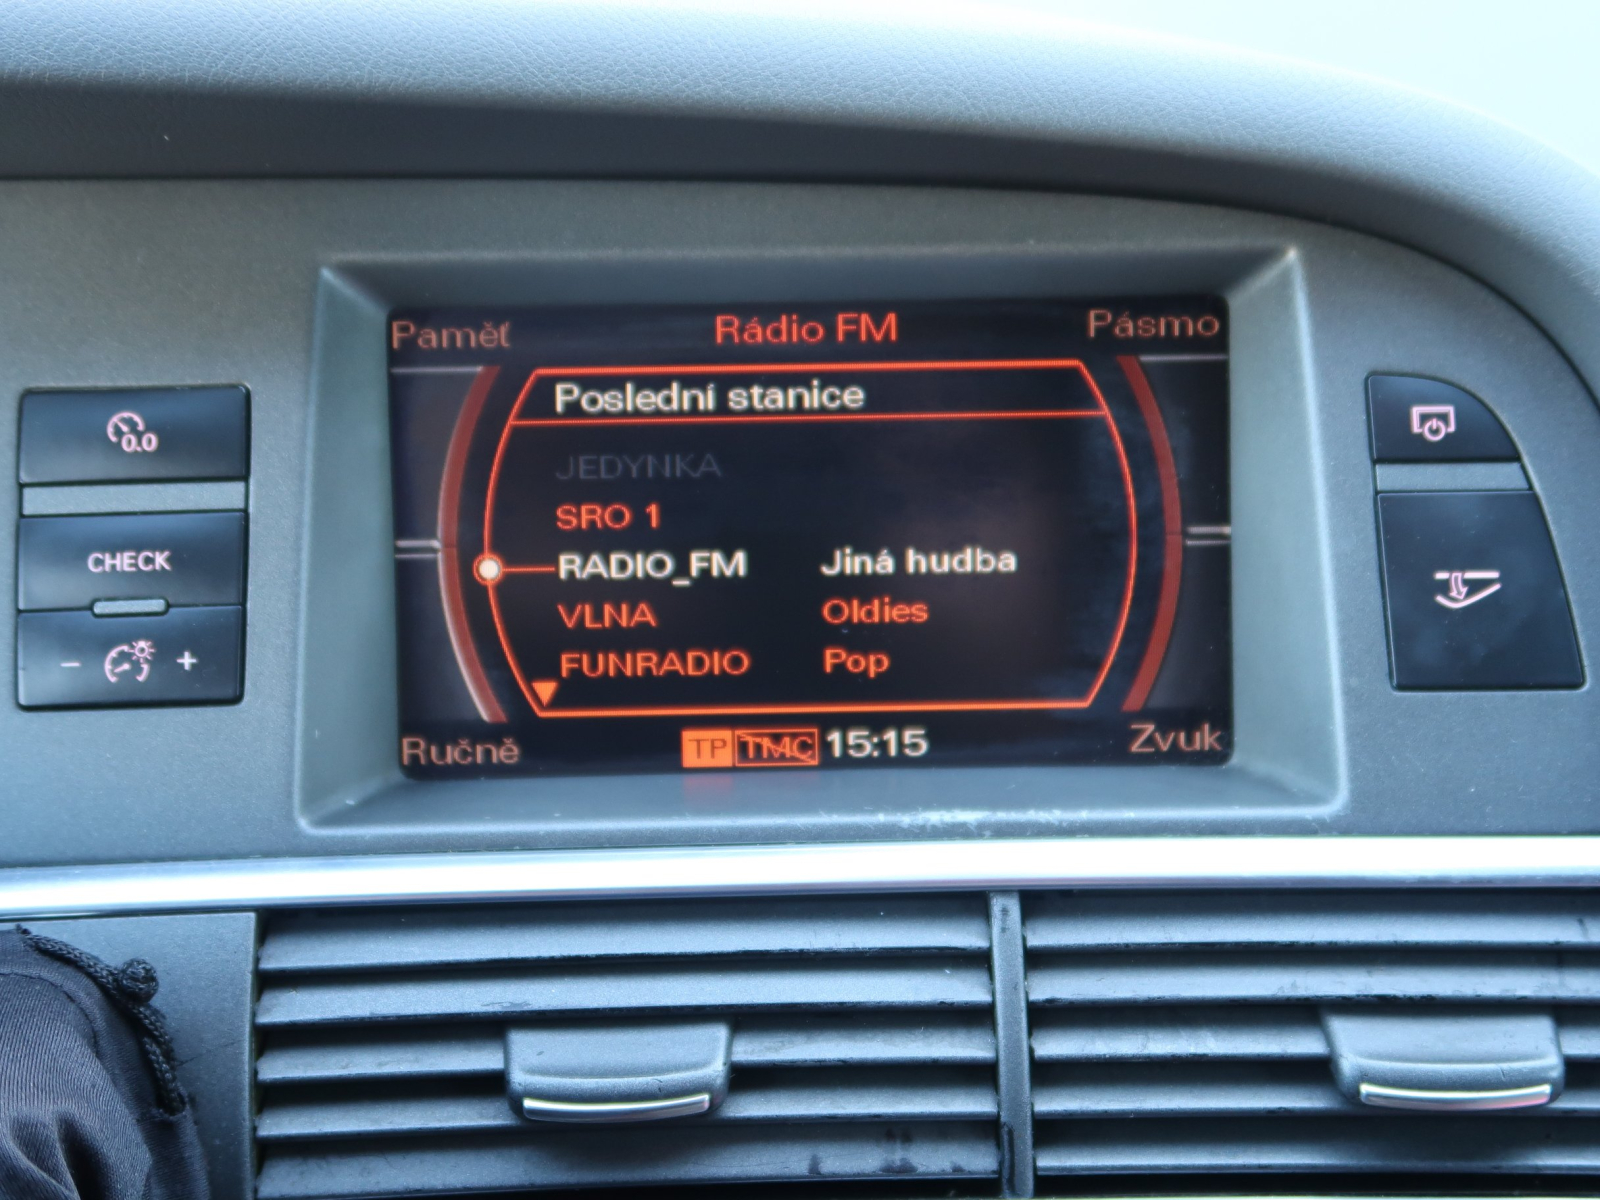 Paměť
Rádio FM
Pásmo
Poslední stanice
JEDYNKA
SRO 1
RADIO_FM Jiná hudba
VLNA Oldies
FUNRADIO Pop
Ručně
TP TMC 15:15
Zvuk
0.0
CHECK
- +